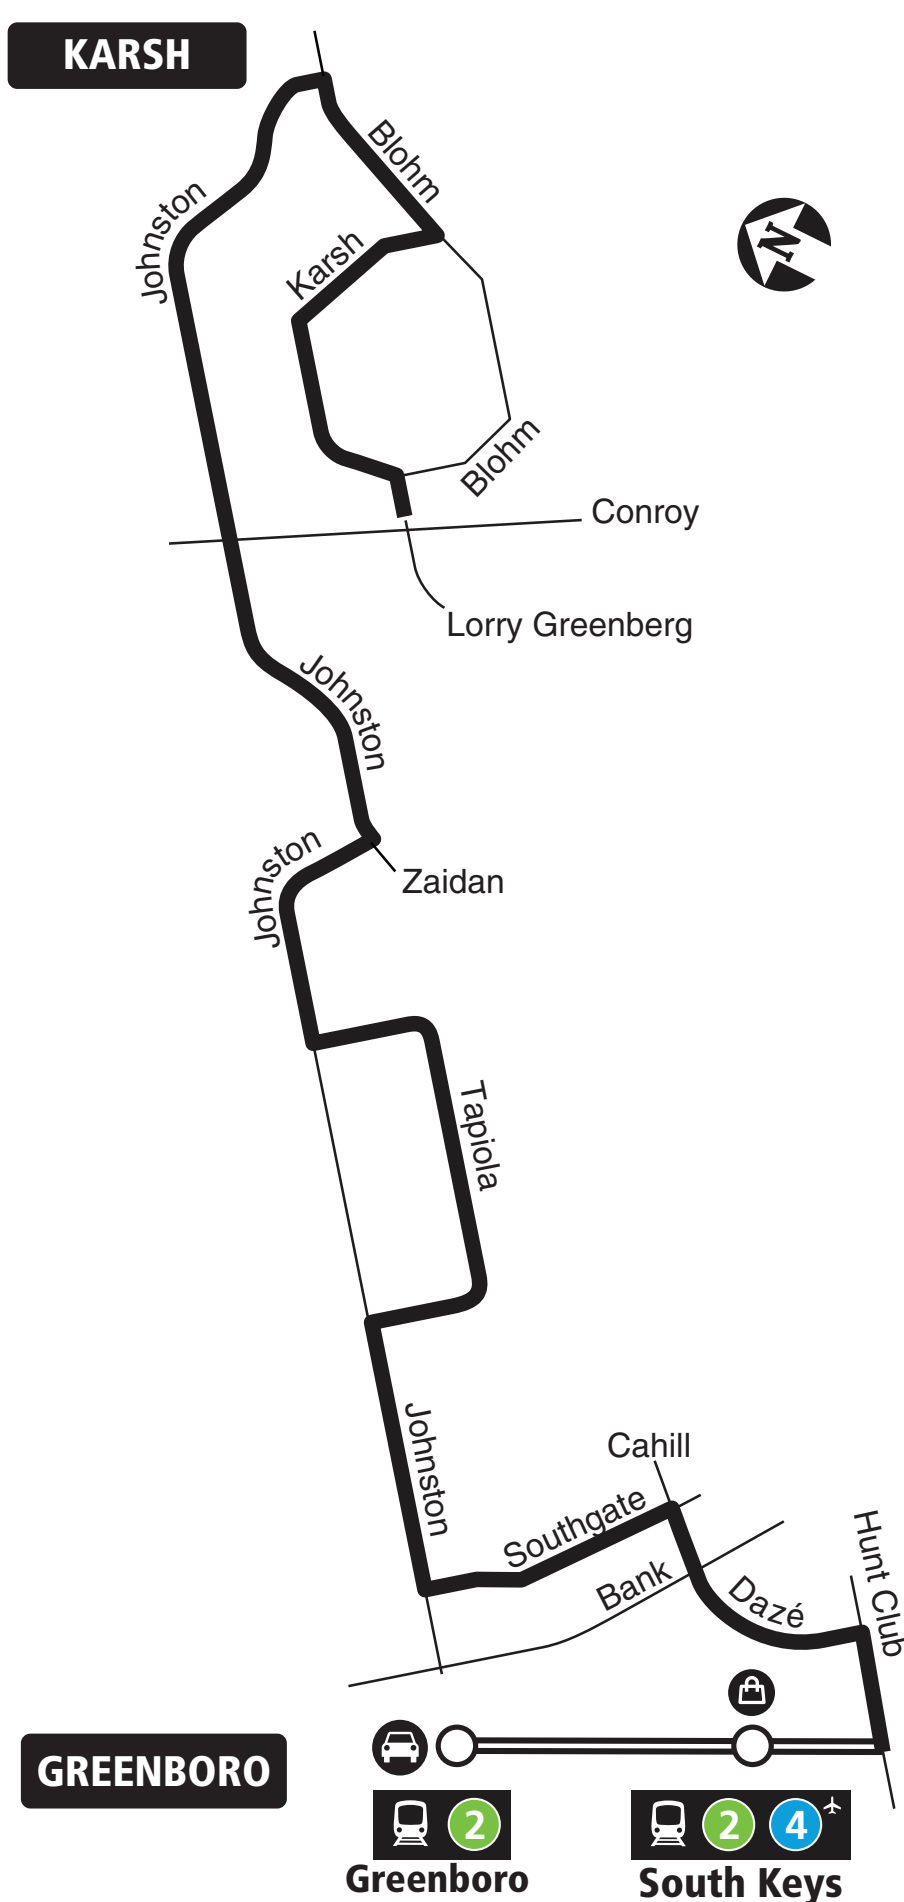 KARSH
Blohm
Johnston
Karsh
N
Blohm
Conroy
Lorry Greenberg
Johnston
Johnston
Zaidan
Tapiola
Johnston
Cahill
Southgate
Hunt Club
Bank
Dazé
GREENBORO
2
2 4
Greenboro
South Keys